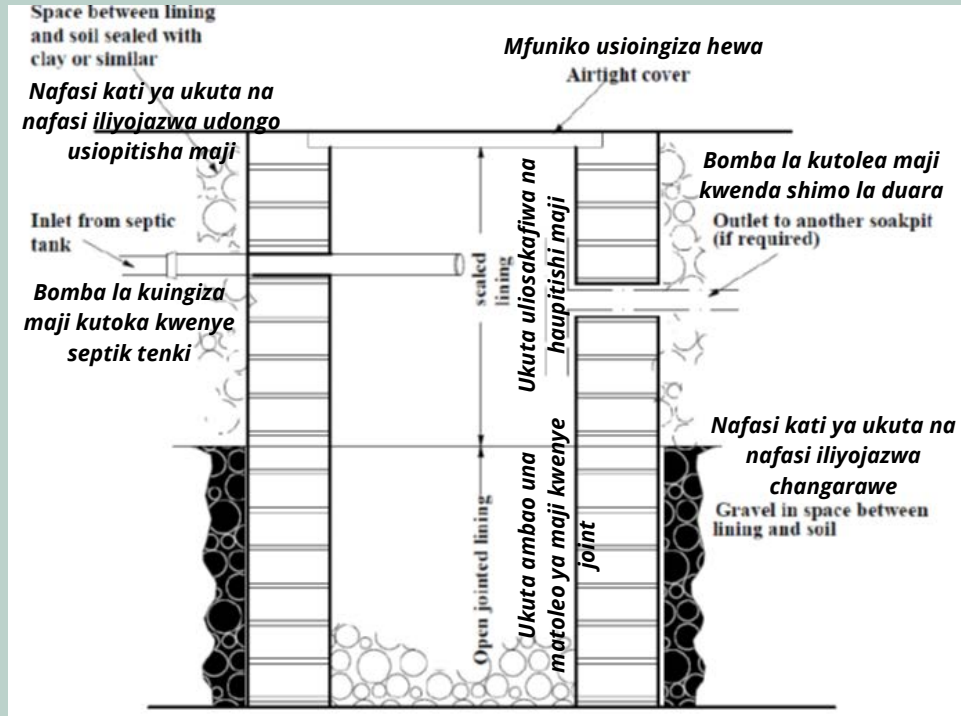 Space between lining
and soil sealed with
clay or similar
Nafasi kati ya ukuta na
nafasi iliyojazwa udongo
usiopitisha maji
Mfuniko usioingiza hewa
Airtight cover
Inlet from septic
tank
Bomba la kuingiza
maji kutoka kwenye
septik tenki
sealed
lining
Ukuta uliosakafiwa na
haupitishi maji
Bomba la kutolea maji
kwenda shimo la duara
Outlet to another soakpit
(if required)
Open jointed lining
Ukuta ambao una
matoleo ya maji kwenye
joint
Nafasi kati ya ukuta na
nafasi iliyojazwa
changarawe
Gravel in space between
lining and soil